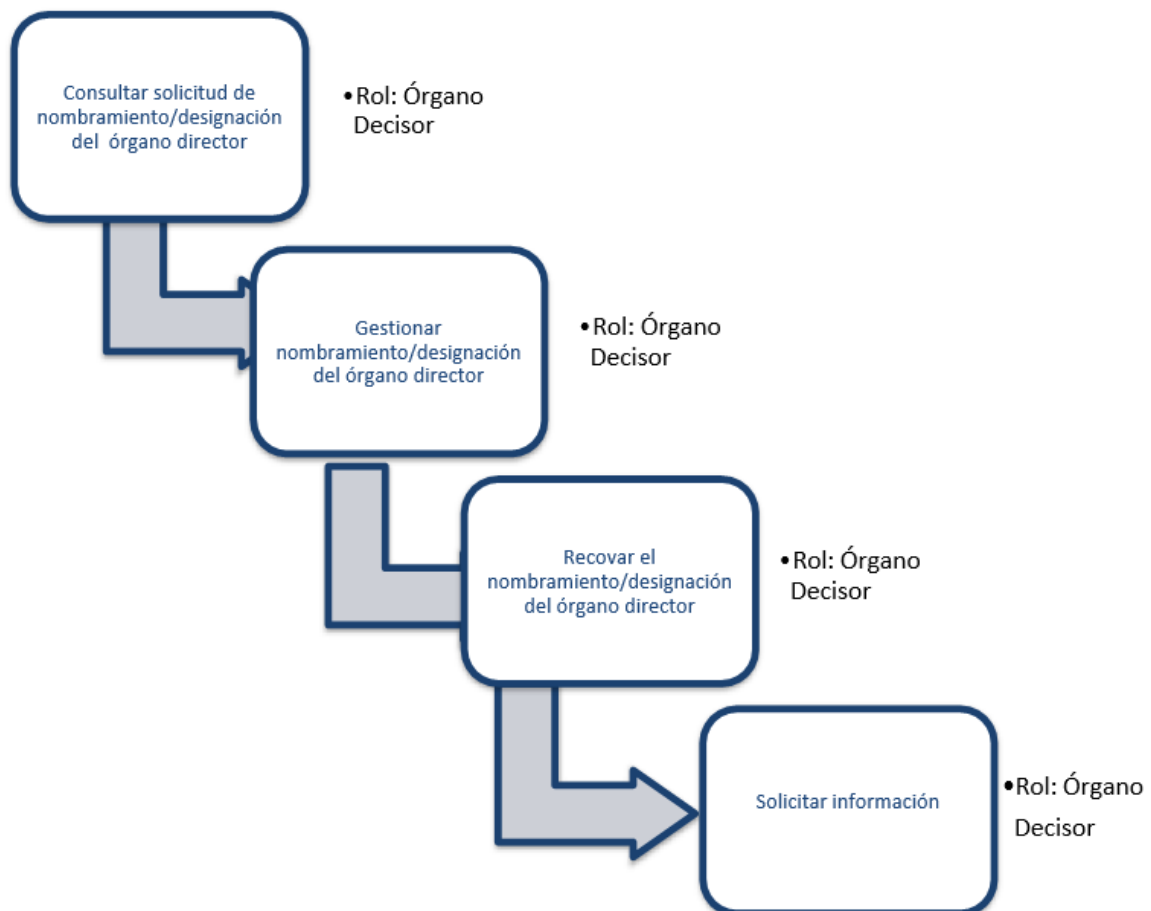 Consultar solicitud de
nombramiento/designación
del órgano director
•Rol: Órgano
Decisor
Gestionar
nombramiento/designación
del órgano director
•Rol: Órgano
Decisor
Recovar el
nombramiento/designación
del órgano director
•Rol: Órgano
Decisor
Solicitar información
•Rol: Órgano
Decisor